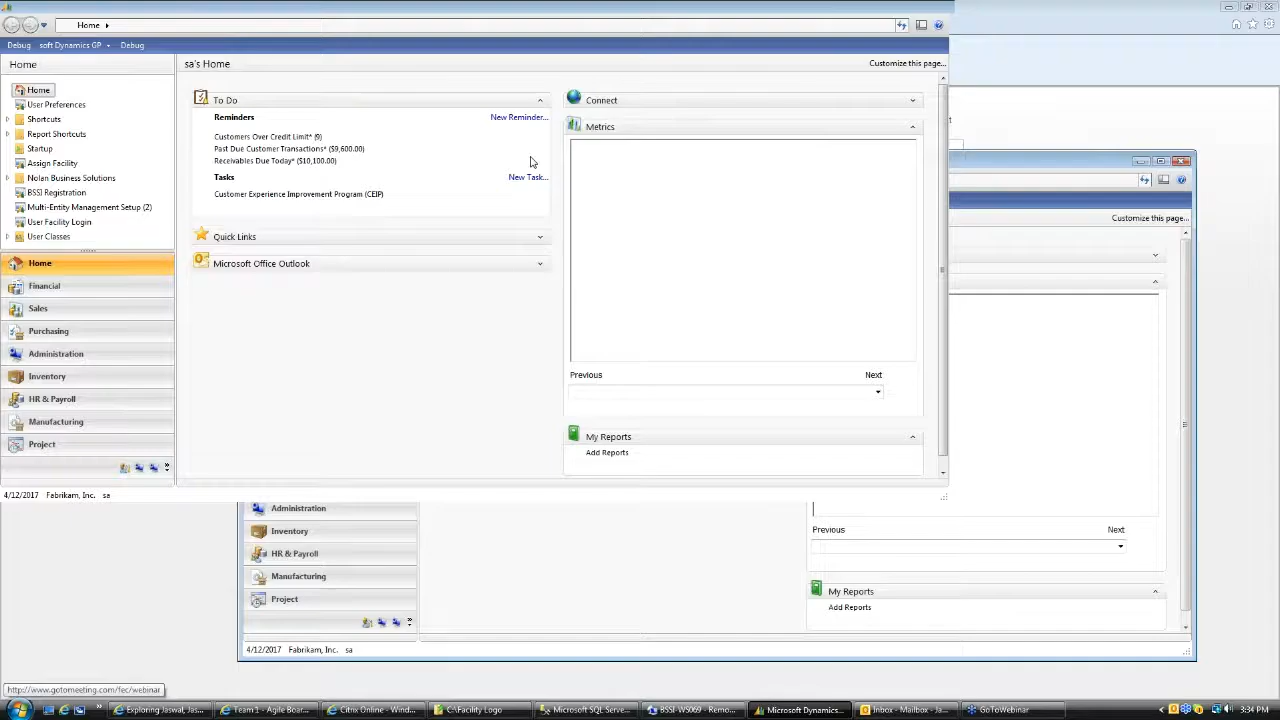 Home
Debug soft Dynamics GP Debug
Home
sa's Home
Customize this page...
Home
User Preferences
Shortcuts
Report Shortcuts
Startup
Assign Facility
Nolan Business Solutions
BSSI Registration
Multi-Entity Management Setup (2)
User Facility Login
User Classes
Home
Financial
Sales
Purchasing
Administration
Inventory
HR & Payroll
Manufacturing
Project
4/12/2017 Fabrikam, Inc. sa
To Do
Reminders
New Reminder...
Customers Over Credit Limit* (9)
Past Due Customer Transactions* ($9,600.00)
Receivables Due Today* ($10,100.00)
Tasks
New Task...
Customer Experience Improvement Program (CEIP)
Quick Links
Microsoft Office Outlook
Connect
Metrics
Previous
Next
My Reports
Add Reports
Customize this page...
Administration
Inventory
HR & Payroll
Manufacturing
Project
Previous
Next
My Reports
Add Reports
4/12/2017 Fabrikam, Inc. sa
http://www.gotomeeting.com/fec/webinar
Exploring Jaswal, Jas...
Team 1 - Agile Boar...
Citrix Online - Wind...
C:\Facility Logo
Microsoft SQL Serve...
BSSI-WS069 - Remo...
Microsoft Dynamics...
Inbox - Mailbox - Jas...
GoToWebinar
3:34 PM